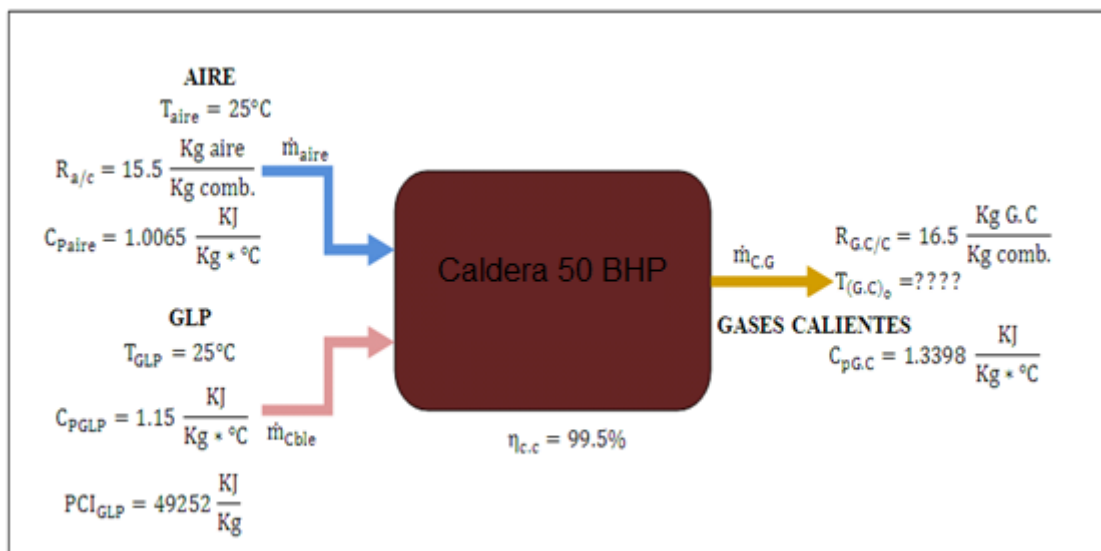 AIRE
T_aire = 25°C
R_a/c = 15.5 Kg aire / Kg comb.
ṁ_aire
C_Paire = 1.0065 KJ / Kg * °C
GLP
T_GLP = 25°C
C_PGLP = 1.15 KJ / Kg * °C
ṁ_Cble
PCI_GLP = 49252 KJ / Kg
Caldera 50 BHP
η_c.c = 99.5%
ṁ_C.G
R_G.C/C = 16.5 Kg G.C / Kg comb.
T_(G.C)o =????
GASES CALIENTES
C_pG.C = 1.3398 KJ / Kg * °C